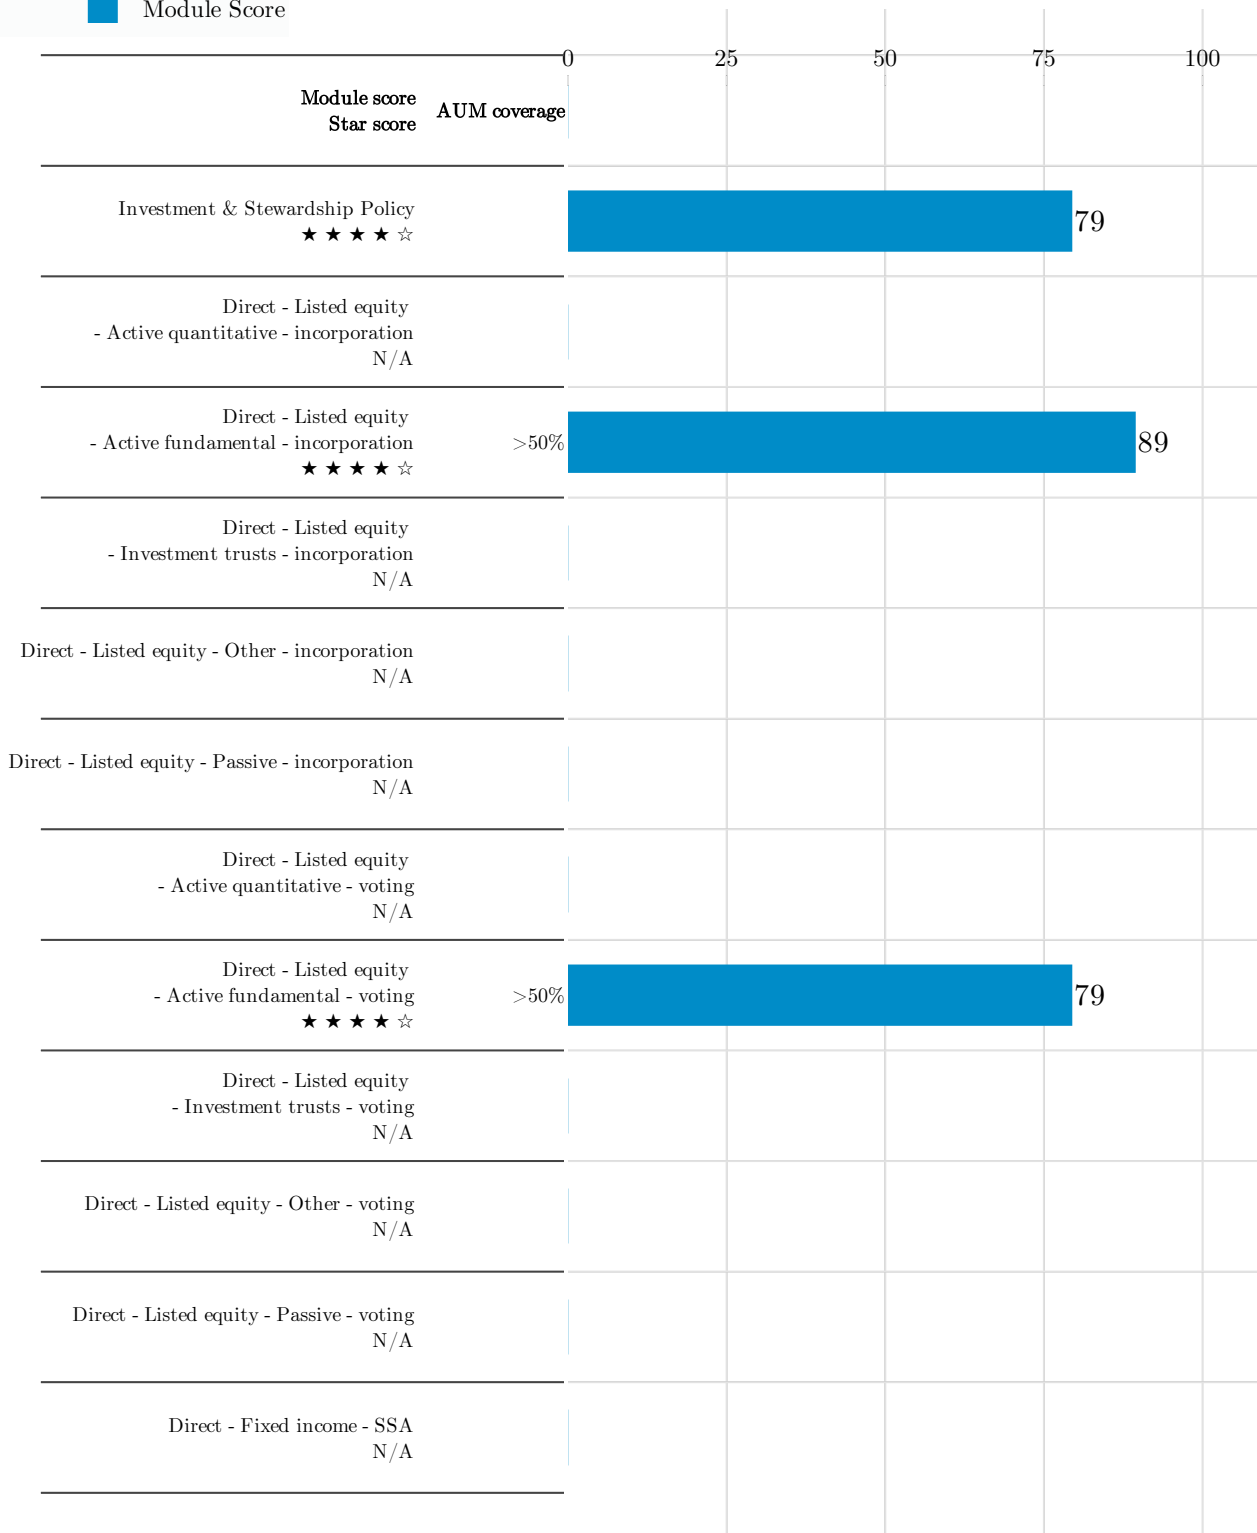 Module Score
0 25 50 75 100
Module score
Star score
AUM coverage
Investment & Stewardship Policy
★ ★ ★ ★ ☆
79
Direct - Listed equity
- Active quantitative - incorporation
N/A
Direct - Listed equity
- Active fundamental - incorporation
★ ★ ★ ★ ☆
>50%
89
Direct - Listed equity
- Investment trusts - incorporation
N/A
Direct - Listed equity - Other - incorporation
N/A
Direct - Listed equity - Passive - incorporation
N/A
Direct - Listed equity
- Active quantitative - voting
N/A
Direct - Listed equity
- Active fundamental - voting
★ ★ ★ ★ ☆
>50%
79
Direct - Listed equity
- Investment trusts - voting
N/A
Direct - Listed equity - Other - voting
N/A
Direct - Listed equity - Passive - voting
N/A
Direct - Fixed income - SSA
N/A